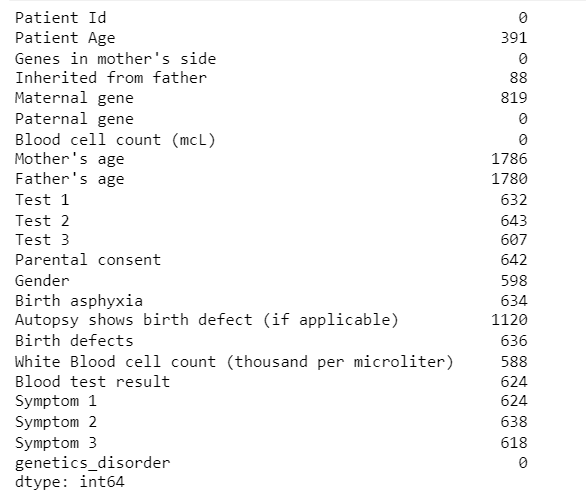 Patient Id 0
Patient Age 391
Genes in mother's side 0
Inherited from father 88
Maternal gene 819
Paternal gene 0
Blood cell count (mcL) 0
Mother's age 1786
Father's age 1780
Test 1 632
Test 2 643
Test 3 607
Parental consent 642
Gender 598
Birth asphyxia 634
Autopsy shows birth defect (if applicable) 1120
Birth defects 636
White Blood cell count (thousand per microliter) 588
Blood test result 624
Symptom 1 624
Symptom 2 638
Symptom 3 618
genetics_disorder 0
dtype: int64